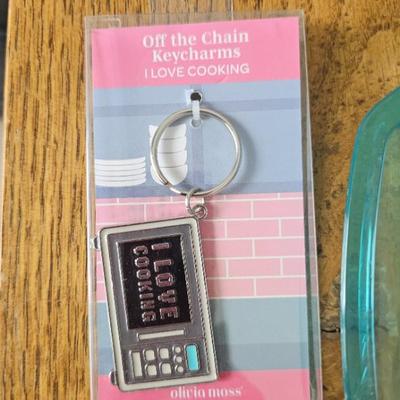 Off the Chain
Keycharms
I LOVE COOKING
I LOVE
COOKING
olivia moss